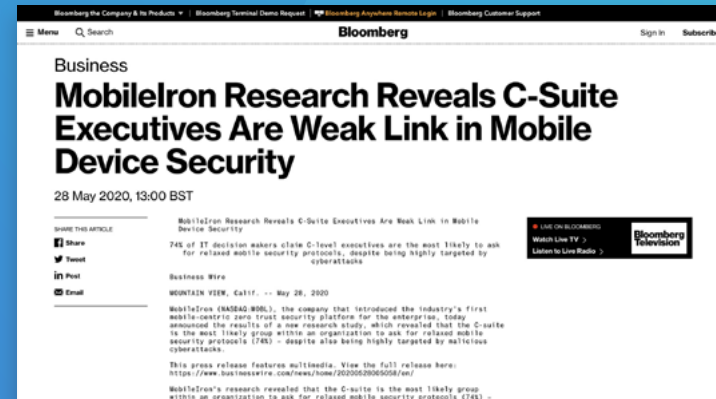 Bloomberg the Company & Its Products ▾ | Bloomberg Terminal Demo Request | Bloomberg Anywhere Remote Login | Bloomberg Customer Support
Menu Search Bloomberg Sign In Subscrib
Business
MobileIron Research Reveals C-Suite
Executives Are Weak Link in Mobile
Device Security
28 May 2020, 13:00 BST
SHARE THIS ARTICLE
Share
Tweet
Post
Email
MobileIron Research Reveals C-Suite Executives Are Weak Link in Mobile
Device Security
74% of IT decision makers claim C-level executives are the most likely to ask
for relaxed mobile security protocols, despite being highly targeted by
cyberattacks
Business Wire
MOUNTAIN VIEW, Calif. -- May 28, 2020
MobileIron (NASDAQ:MOBL), the company that introduced the industry's first
mobile-centric zero trust security platform for the enterprise, today
announced the results of a new research study, which revealed that the C-suite
is the most likely group within an organization to ask for relaxed mobile
security protocols (74%) – despite also being highly targeted by malicious
cyberattacks.
This press release features multimedia. View the full release here:
https://www.businesswire.com/news/home/20200528005058/en/
MobileIron's research revealed that the C-suite is the most likely group
within an organization to ask for relaxed mobile security protocols (74%) –
LIVE ON BLOOMBERG
Watch Live TV >
Listen to Live Radio >
Bloomberg
Television